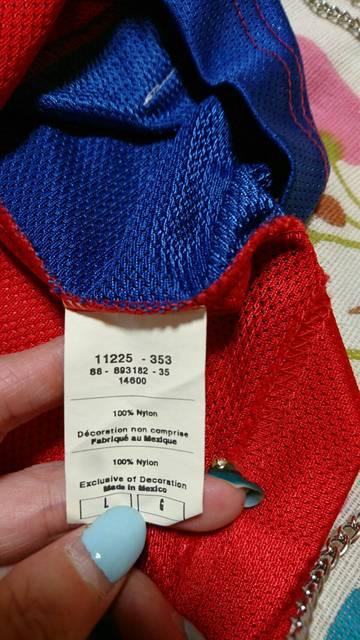 11225 - 353
88 - 893182 - 35
14600
100% Nylon
Décoration non comprise
Fabriqué au Mexique
100% Nylon
Exclusive of Decoration
Made in Mexico
L G